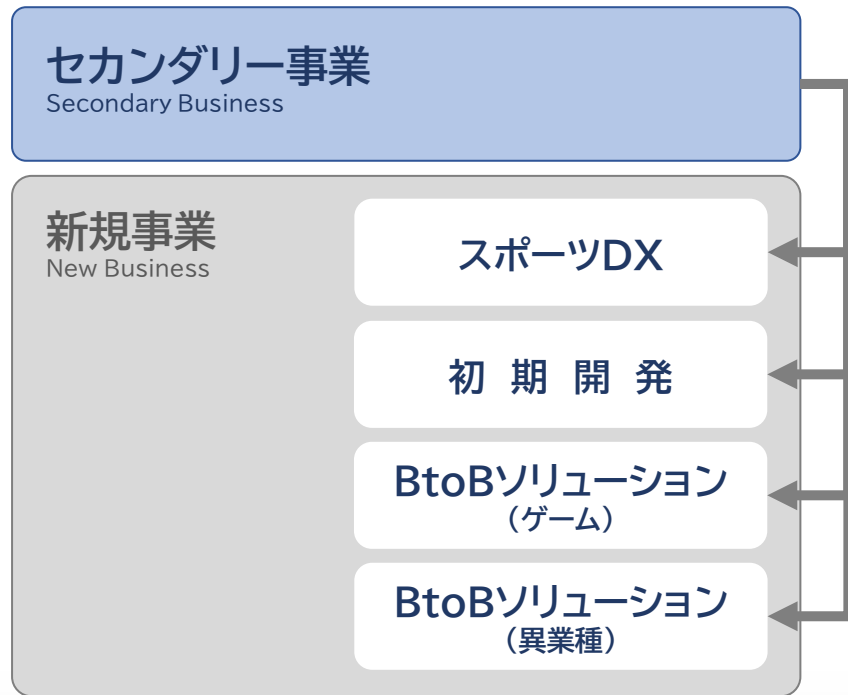 セカンダリー事業
Secondary Business
新規事業
New Business
スポーツDX
初期開発
BtoBソリューション
（ゲーム）
BtoBソリューション
（異業種）